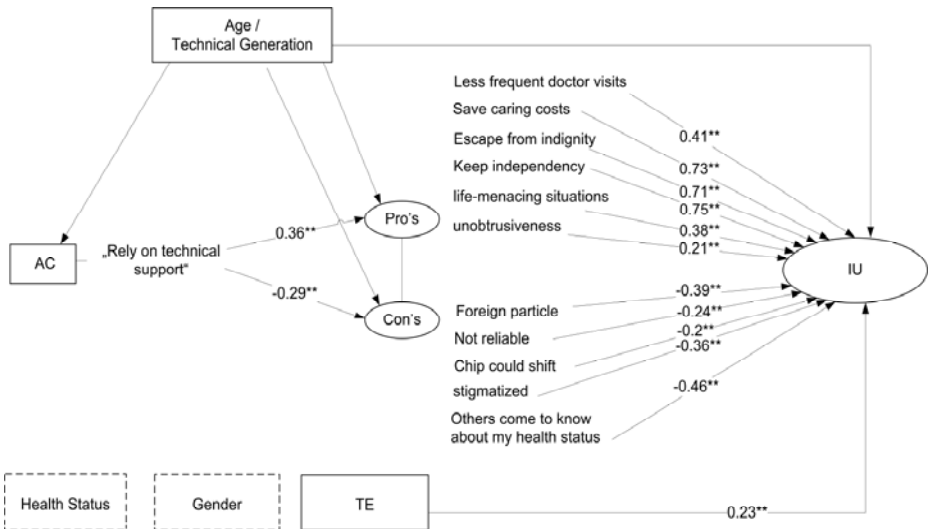 Age /
Technical Generation
Less frequent doctor visits
0.41**
Save caring costs
0.73**
Escape from indignity
0.71**
Keep independency
0.75**
life-menacing situations
0.38**
unobtrusiveness
0.21**
Pro's
0.36**
AC
„Rely on technical
support“
-0.29**
Con's
IU
Foreign particle
-0.39**
Not reliable
-0.24**
Chip could shift
-0.2**
stigmatized
-0.36**
Others come to know
about my health status
-0.46**
Health Status
Gender
TE
0.23**